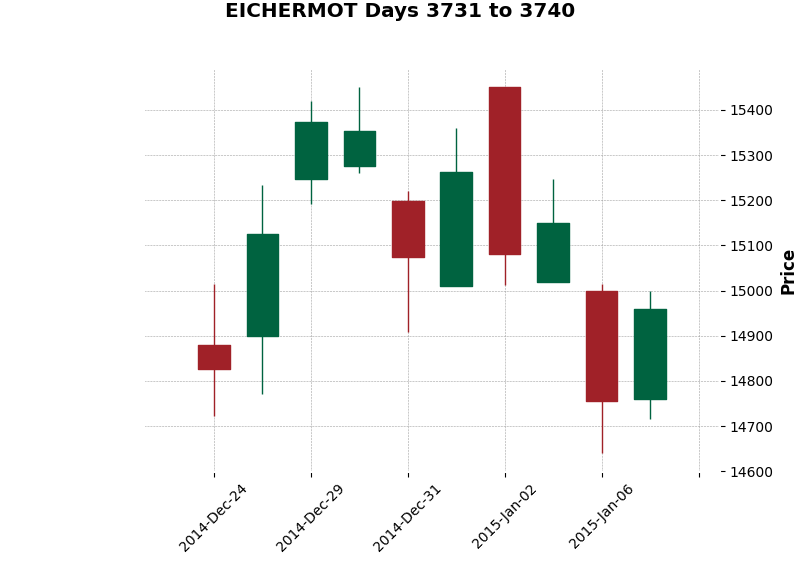 EICHERMOT Days 3731 to 3740
15400
15300
15200
15100
15000
14900
14800
14700
14600
Price
2014-Dec-24
2014-Dec-29
2014-Dec-31
2015-Jan-02
2015-Jan-06